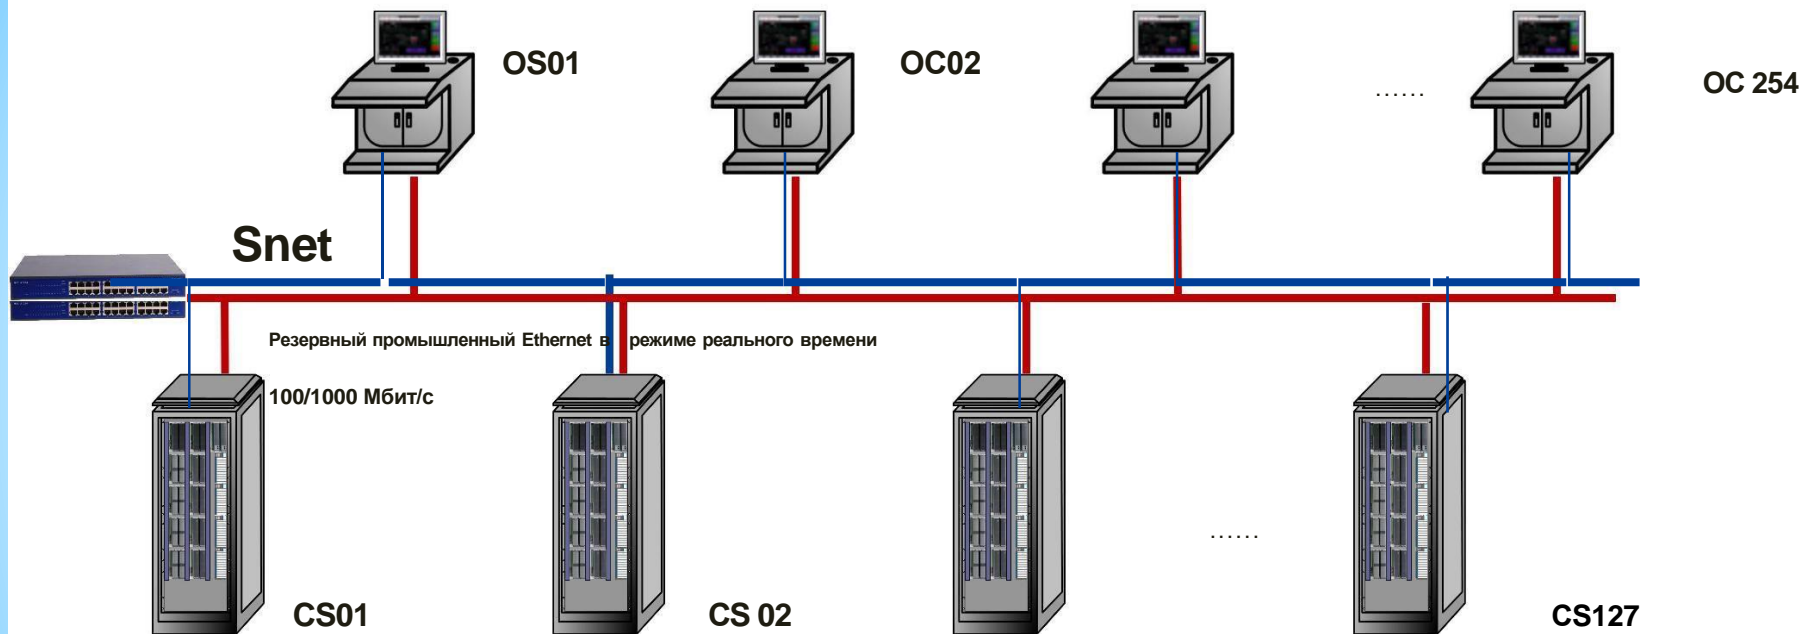 OS01
OC02
......
OC 254
Snet
Резервный промышленный Ethernet в режиме реального времени
100/1000 Мбит/с
......
CS01
CS 02
CS127